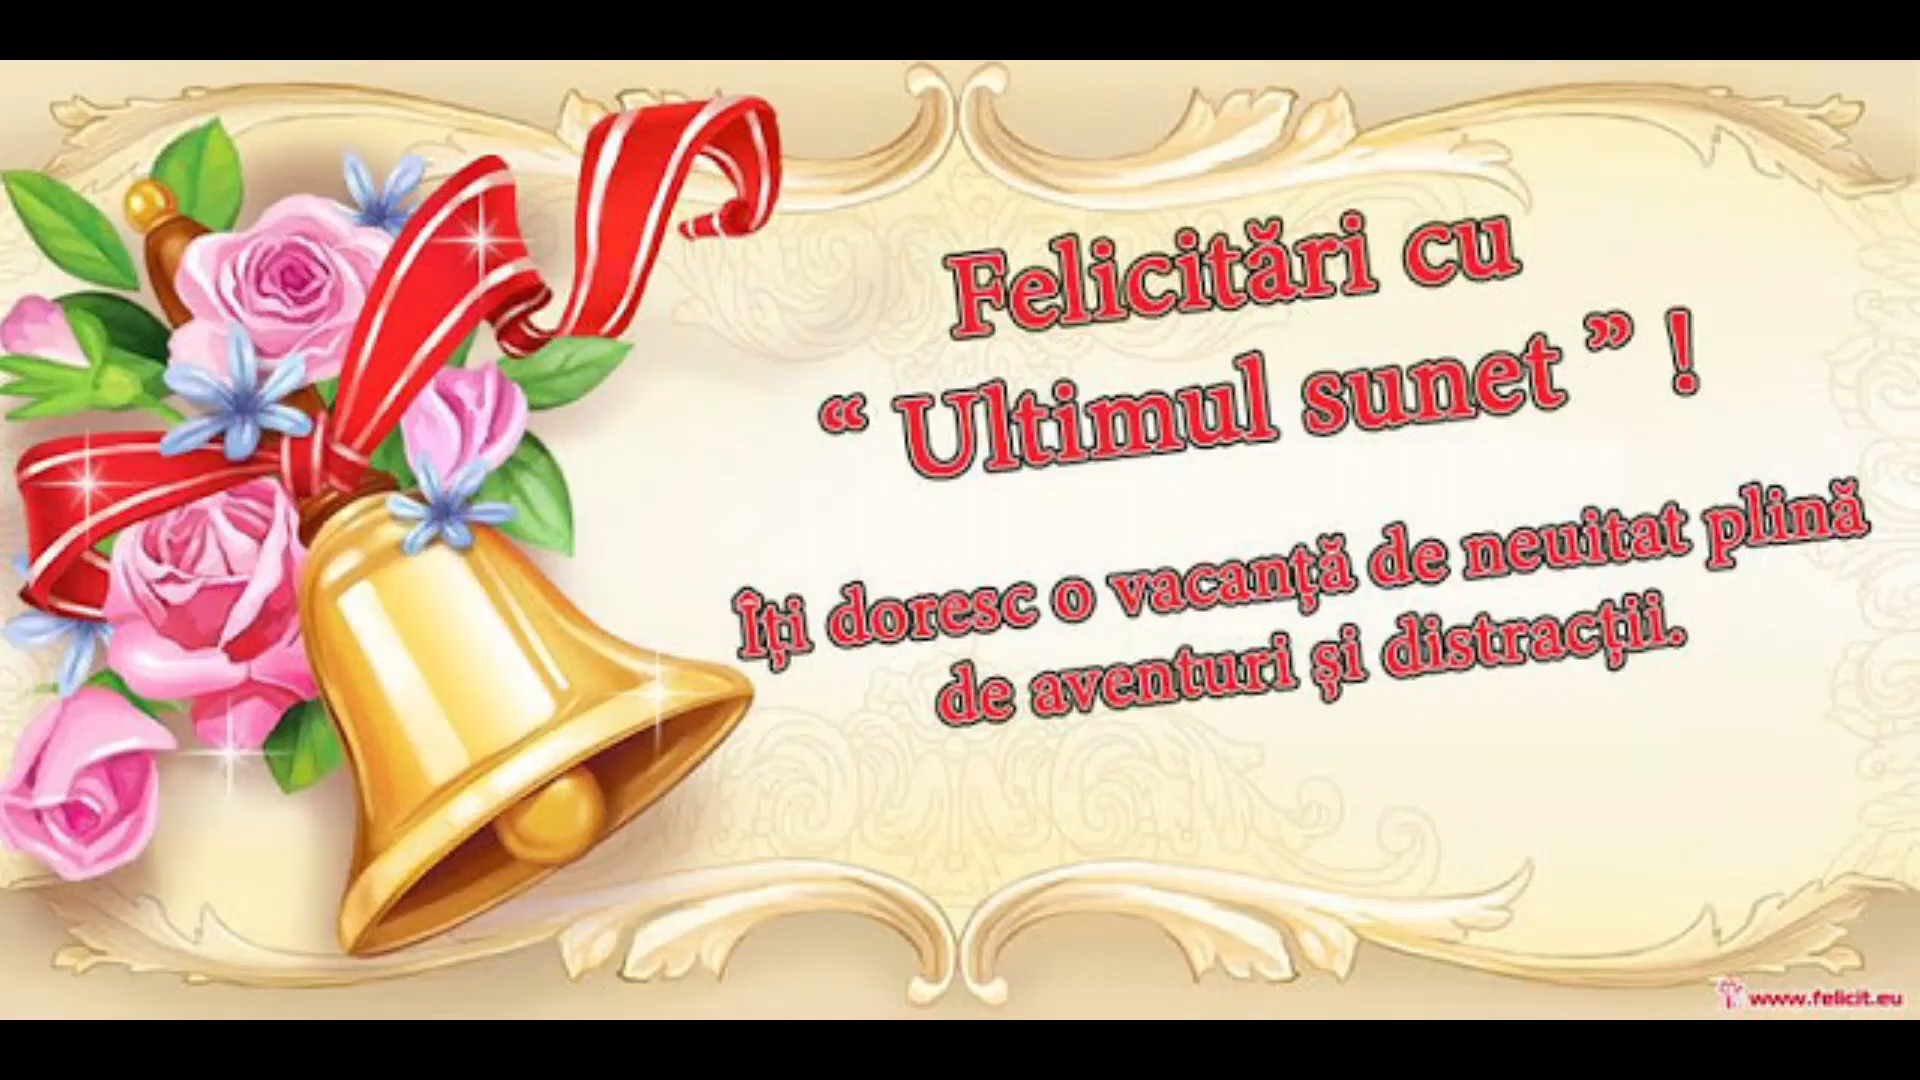 Felicitări cu
“ Ultimul sunet ” !
Îți doresc o vacanță de neuitat plină
de aventuri și distracții.
www.felicit.eu